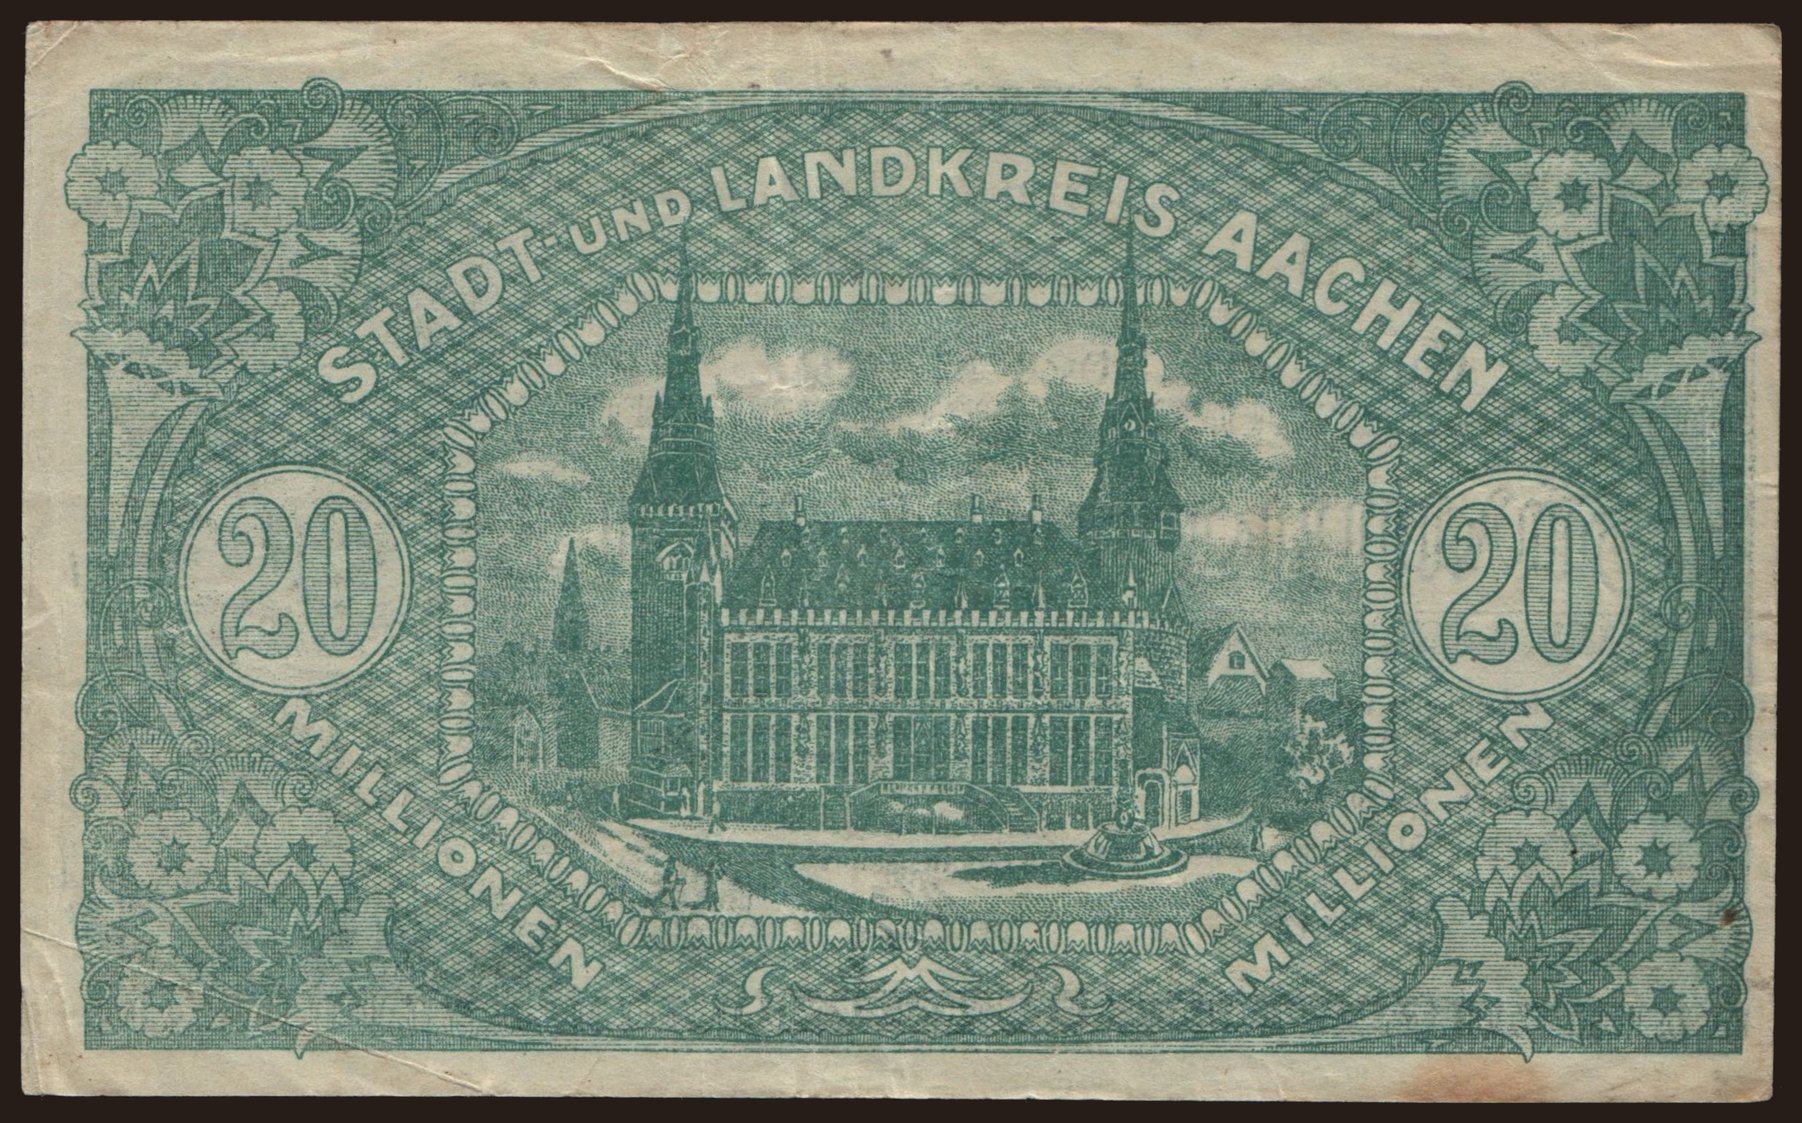 STADT- UND LANDKREIS AACHEN
20
20
MILLIONEN
MILLIONEN